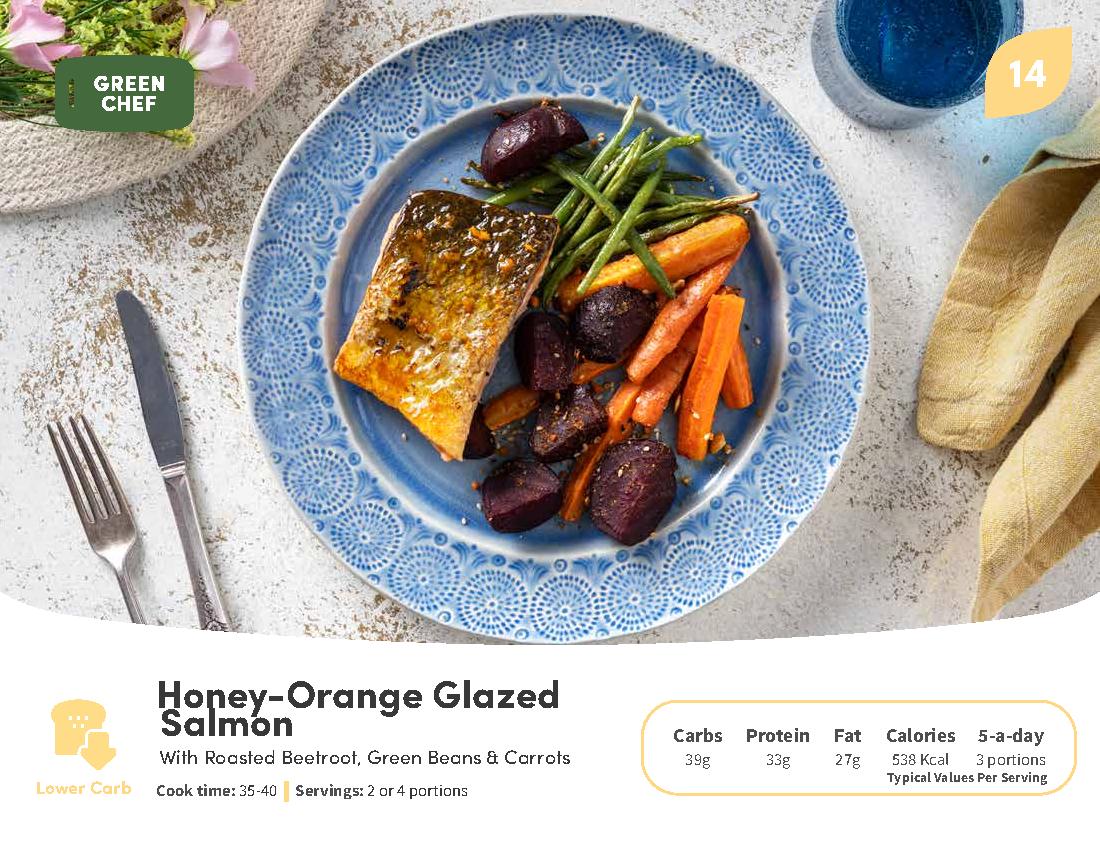 GREEN
CHEF
14
Honey-Orange Glazed
Salmon
With Roasted Beetroot, Green Beans & Carrots
Cook time: 35-40 | Servings: 2 or 4 portions
Lower Carb
Carbs Protein Fat Calories 5-a-day
39g 33g 27g 538 Kcal 3 portions
Typical Values Per Serving